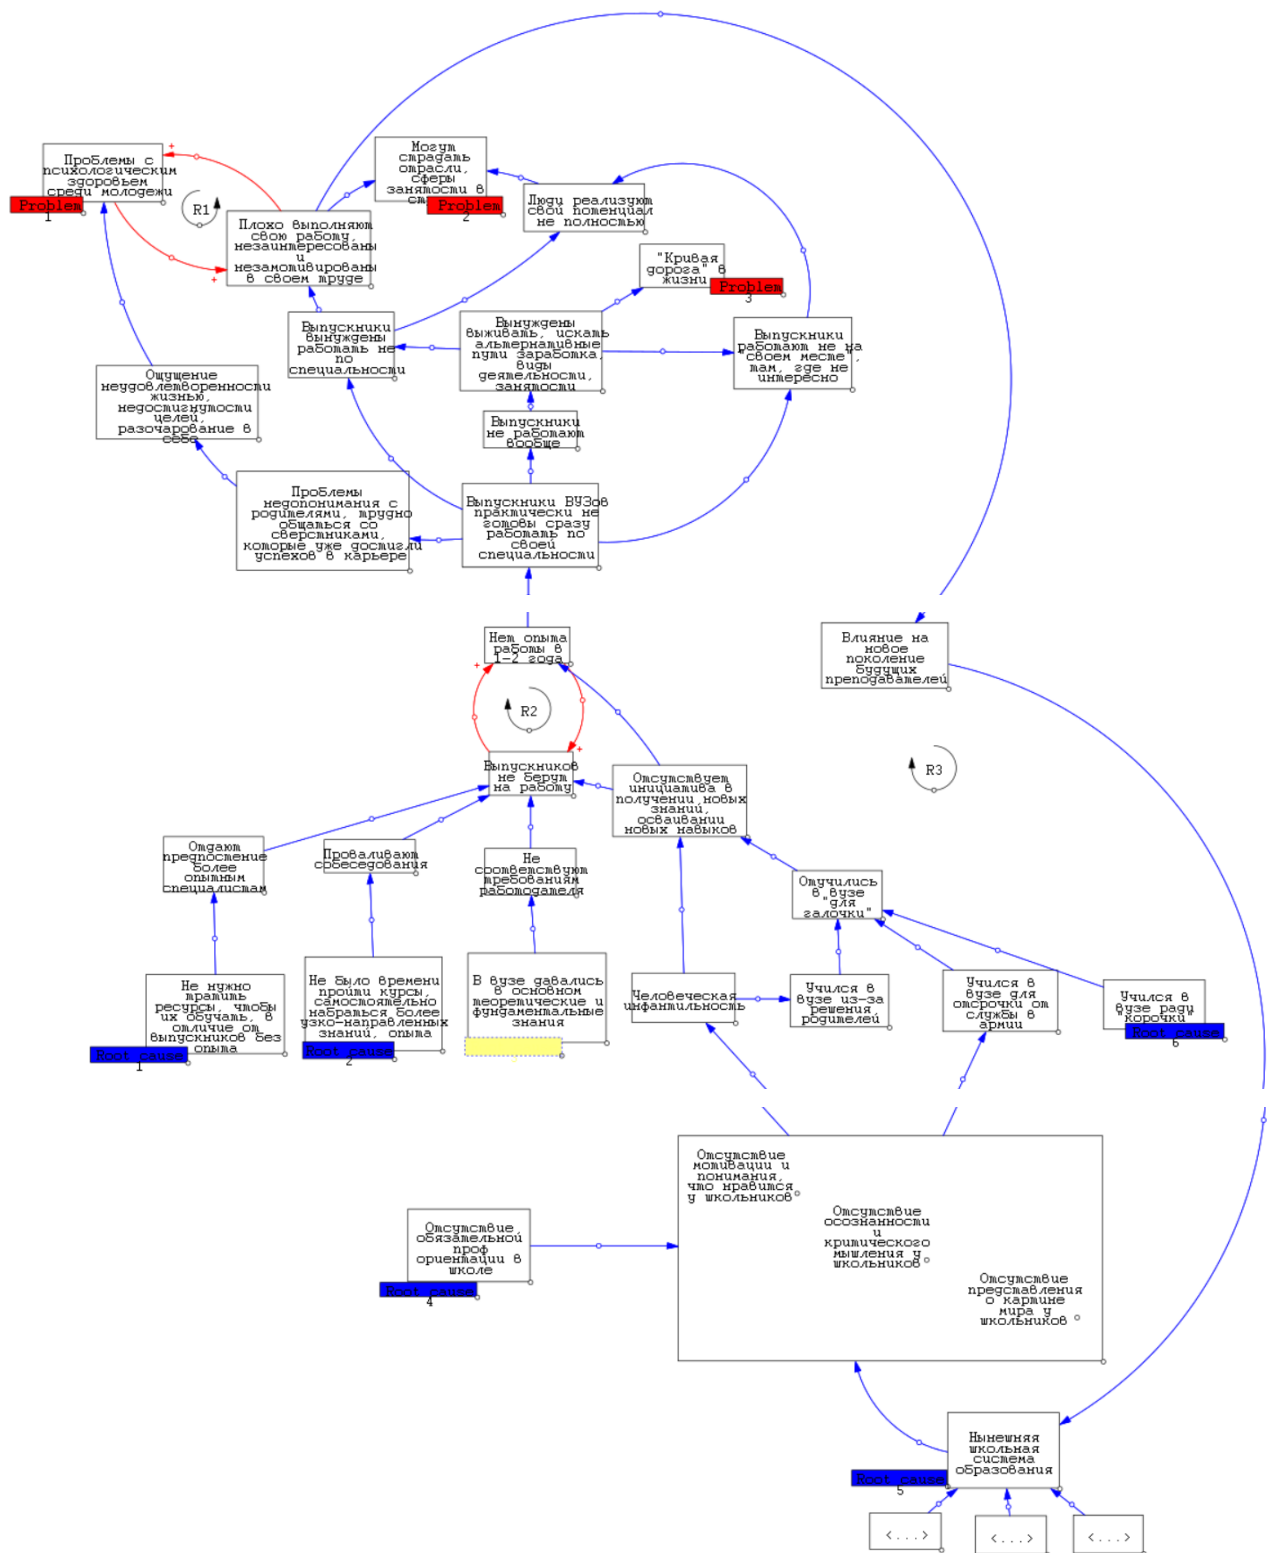 Проблемы с
психологическим
здоровьем
среди молодежи
Problem
1
+
R1
+
Могут
страдать
отрасли,
сферы
занятости в
Problem
2
Люди реализуют
свой потенциал
не полностью
Плохо выполняют
свою работу,
незаинтересованы
и
незамотивированы
в своем труде
"Кривая
дорога" в
жизни
Problem
3
Выпускники
вынуждены
работать не
по
специальности
Вынуждены
выживать, искать
альтернативные
пути заработка,
виды
деятельности,
занятости
Выпускники
работают не на
"своем месте",
там, где не
интересно
Ощущение
неудовлетворенности
жизнью,
недостигнутости
целей,
разочарование в
себе
Выпускники
не работают
вообще
Проблемы
недопонимания с
родителями, трудно
общаться со
сверстниками,
которые уже достигли
успехов в карьере
Выпускники ВУЗов
практически не
готовы сразу
работать по
своей
специальности
Нет опыта
работы в
1-2 года
+
R2
+
Влияние на
новое
поколение
будущих
преподавателей
R3
Выпускников
не берут
на работу
Отсутствует
инициатива в
получении новых
знаний,
осваивании
новых навыков
Отдают
предпостение
более
опытным
специалистам
Проваливают
собеседования
Не
соответствуют
требованиям
работодателя
Отучились
в вузе
"для
галочки"
Не нужно
тратить
ресурсы, чтобы
их обучать, в
отличие от
выпускников без
опыта
Root cause
1
Не было времени
пройти курсы,
самостоятельно
набраться более
узко-направленных
знаний, опыта
Root cause
2
В вузе давались
в основном
теоретические и
фундаментальные
знания
Человеческая
инфантильность
Учился в
вузе из-за
решения,
родителей
Учился в
вузе для
отсрочки от
службы в
армии
Учился в
вузе ради
"корочки"
Root cause
6
Отсутствие
мотивации и
понимания,
что нравится
у школьников
Отсутствие
осознанности
и
критического
мышления у
школьников
Отсутствие
представления
о картине
мира у
школьников
Отсутствие,
обязательной
проф
ориентации в
школе
Root cause
4
Нынешняя
школьная
система
образования
Root cause
5
<...>
<...>
<...>